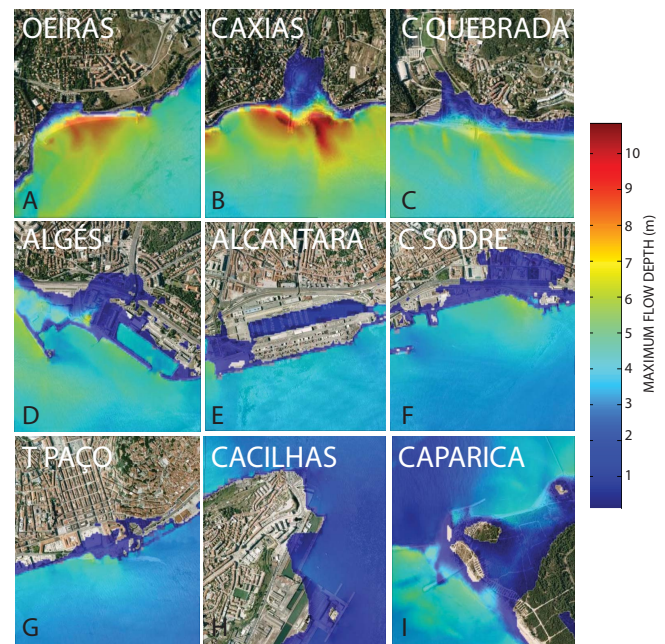 OEIRAS
CAXIAS
C QUEBRADA
A
B
C
ALGÉS
ALCANTARA
C SODRE
D
E
F
T PAÇO
CACILHAS
CAPARICA
G
H
I
10
9
8
7
6
5
4
3
2
1
MAXIMUM FLOW DEPTH (m)